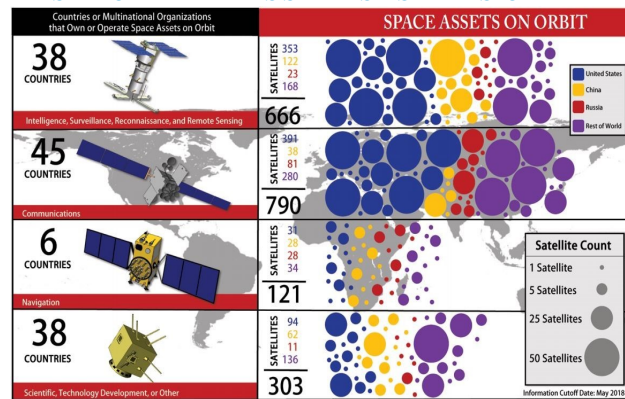 Countries or Multinational Organizations
that Own or Operate Space Assets on Orbit
SPACE ASSETS ON ORBIT
38
COUNTRIES
Intelligence, Surveillance, Reconnaissance, and Remote Sensing
SATELLITES
353
122
23
168
666
United States
China
Russia
Rest of World
45
COUNTRIES
Communications
SATELLITES
391
38
81
280
790
6
COUNTRIES
Navigation
SATELLITES
31
28
28
34
121
Satellite Count
1 Satellite
5 Satellites
25 Satellites
50 Satellites
38
COUNTRIES
Scientific, Technology Development, or Other
SATELLITES
94
62
11
136
303
Information Cutoff Date: May 2018